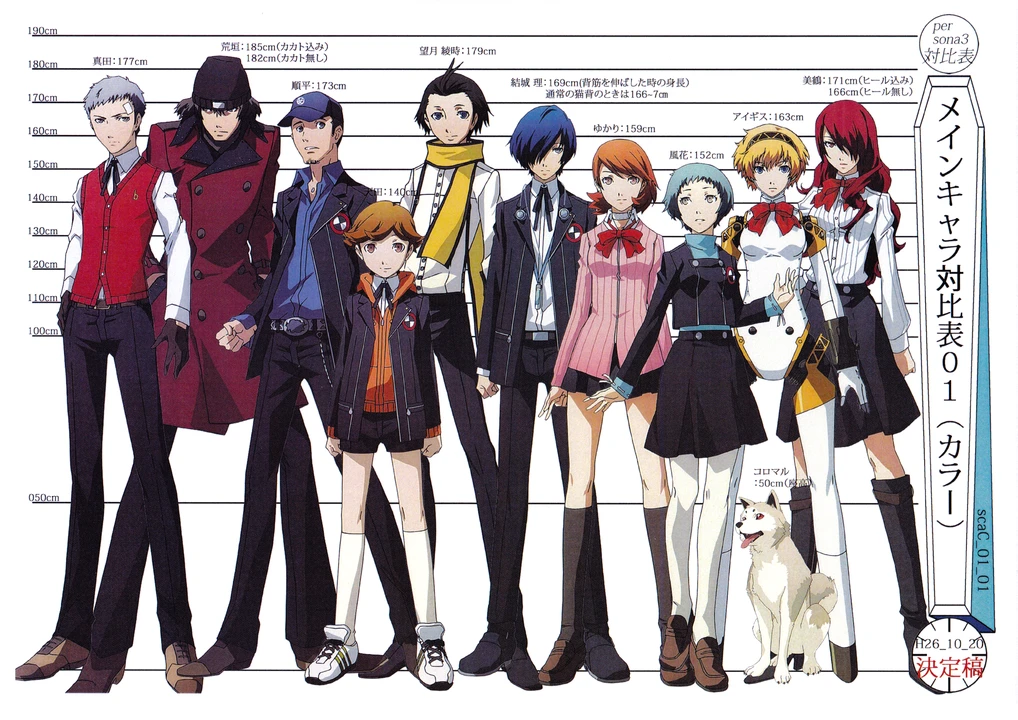 190cm
180cm
170cm
160cm
150cm
140cm
130cm
120cm
110cm
100cm
050cm
真田：177cm
荒垣：185cm(カカト込み)
182cm(カカト無し)
順平：173cm
天田：140cm
望月 綾時：179cm
結城 理：169cm(背筋を伸ばした時の身長)
通常の猫背のときは166~7cm
ゆかり：159cm
風花：152cm
アイギス：163cm
美鶴：171cm(ヒール込み)
166cm(ヒール無し)
コロマル
：50cm(座高)
per
sona3
対比表
メインキャラ対比表01（カラー）
scaC_01_01
H26_10_20
決定稿